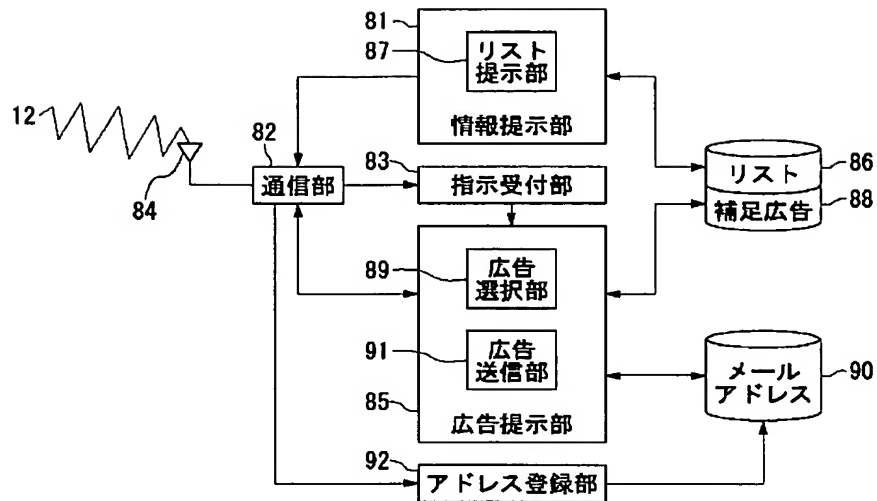 81
87
リスト
提示部
情報提示部
12
84
82
通信部
83
指示受付部
リスト
86
補足広告
88
89
広告
選択部
91
広告
送信部
85
広告提示部
メール
アドレス
90
92
アドレス登録部